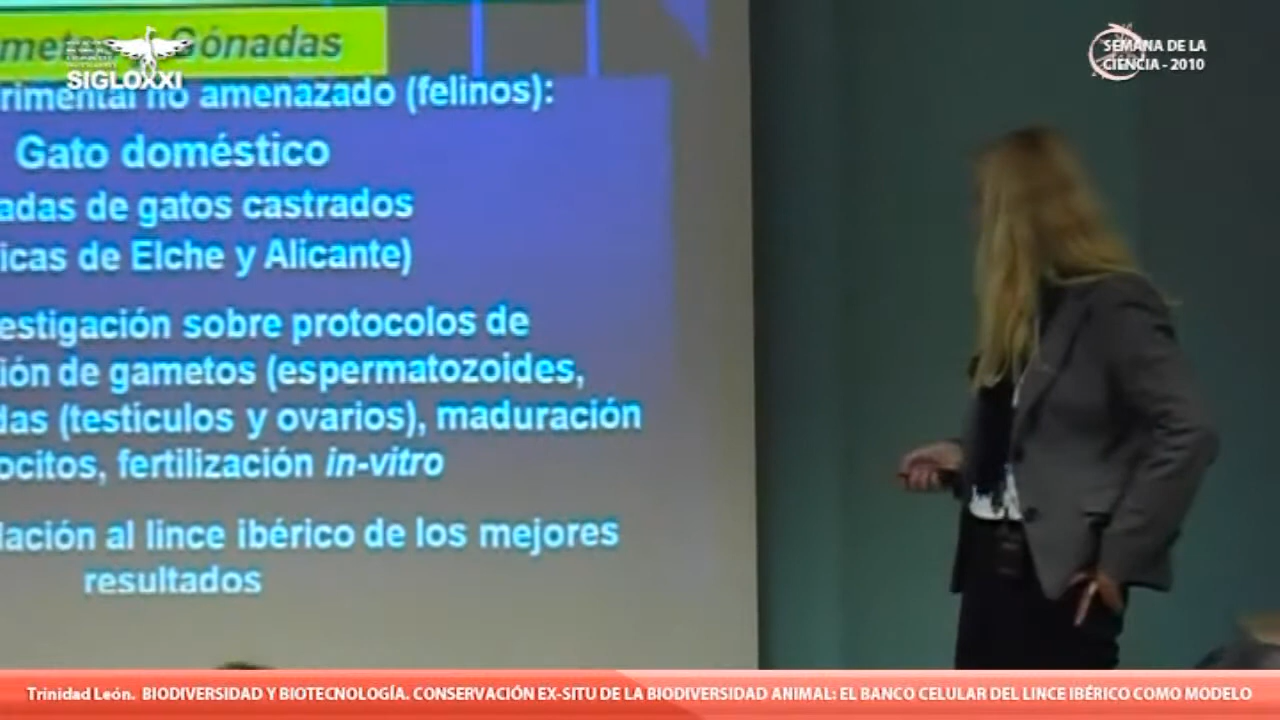 Gónadas
SIGLOXXI
SEMANA DE LA
CIENCIA - 2010
rimental no amenazado (felinos):
Gato doméstico
adas de gatos castrados
icas de Elche y Alicante)
estigación sobre protocolos de
ión de gametos (espermatozoides,
das (testículos y ovarios), maduración
ocitos, fertilización in-vitro
lación al lince ibérico de los mejores
resultados
Trinidad León. BIODIVERSIDAD Y BIOTECNOLOGÍA. CONSERVACIÓN EX-SITU DE LA BIODIVERSIDAD ANIMAL: EL BANCO CELULAR DEL LINCE IBÉRICO COMO MODELO